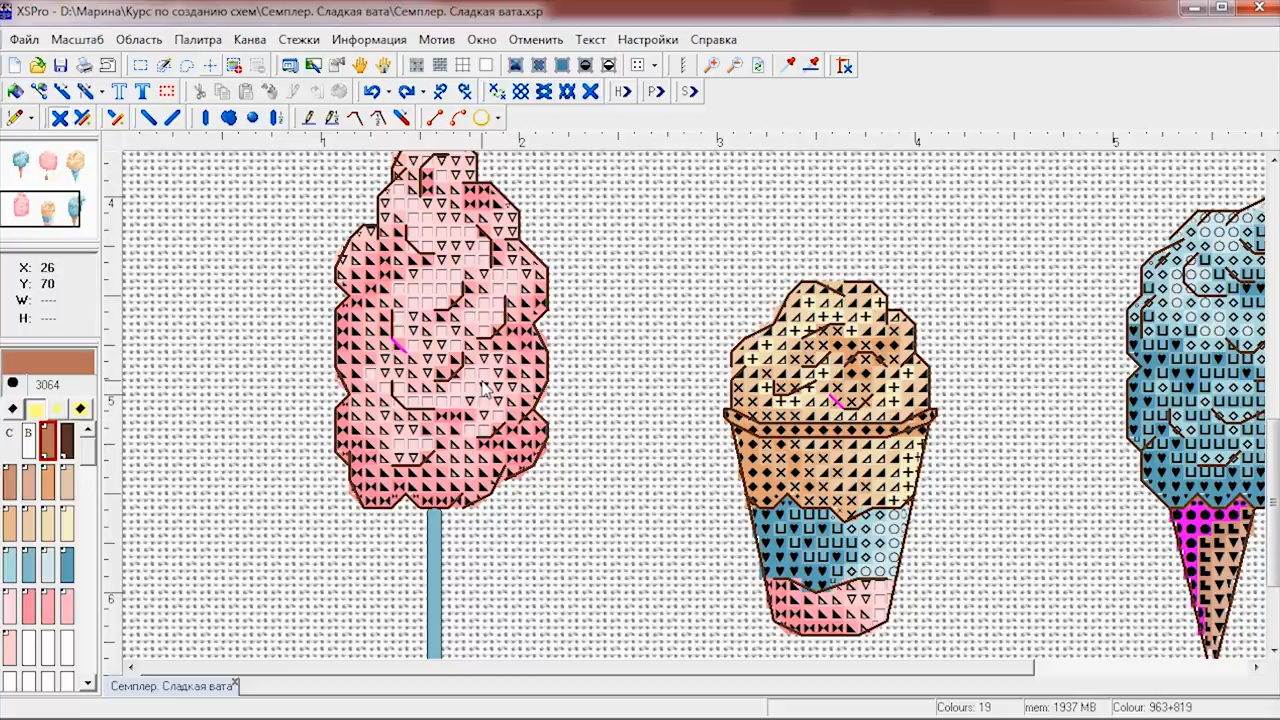 XSPro - D:\Марина\Курс по созданию схем\Семплер. Сладкая вата\Семплер. Сладкая вата.xsp
Файл Масштаб Область Палитра Канва Стежки Информация Мотив Окно Отменить Текст Настройки Справка
H P S
1 2 3 4 5
4
X: 26
Y: 70
W: ----
H: ----
3064
5
C B
6
Семплер. Сладкая вата
Colours: 19 mem: 1937 MB Colour: 963+819